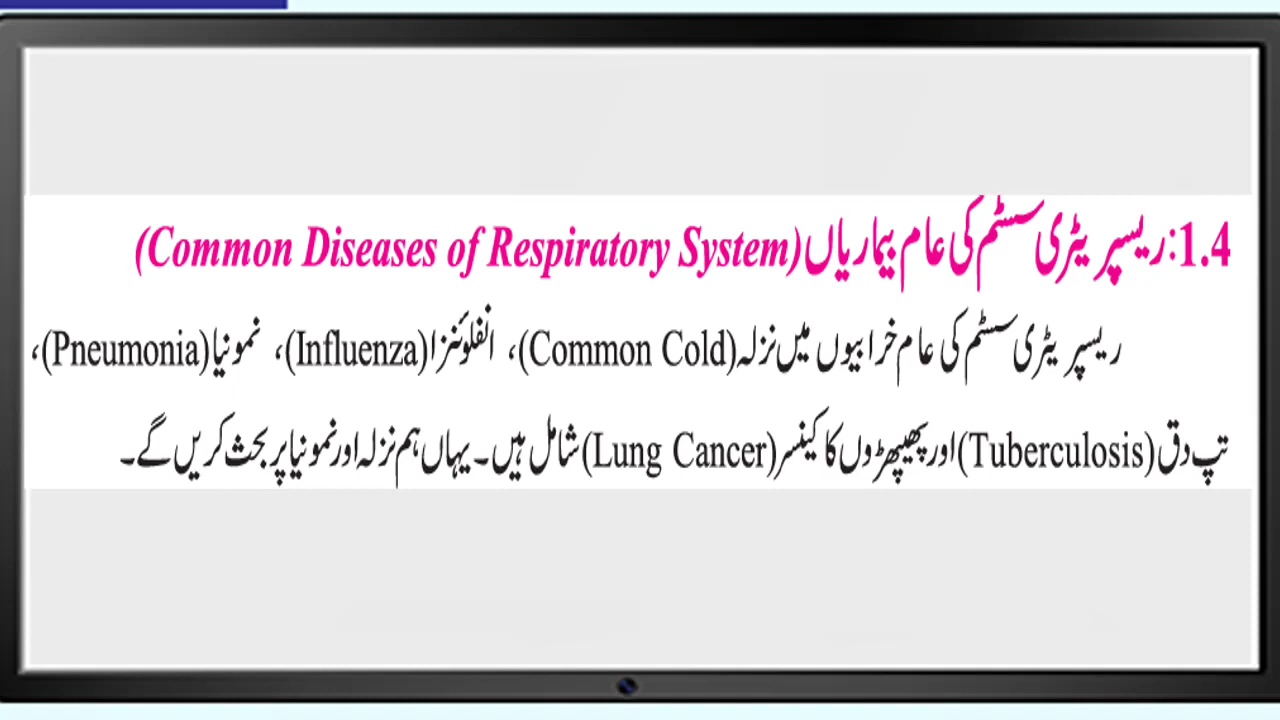 1.4: ریسپریٹری سسٹم کی عام بیماریاں (Common Diseases of Respiratory System)
ریسپریٹری سسٹم کی عام خرابیوں میں نزلہ (Common Cold)، انفلوئنزا (Influenza)، نمونیا (Pneumonia)،
تپ دق (Tuberculosis) اور پھیپھڑوں کا کینسر (Lung Cancer) شامل ہیں۔ یہاں ہم نزلہ اور نمونیا پر بحث کریں گے۔